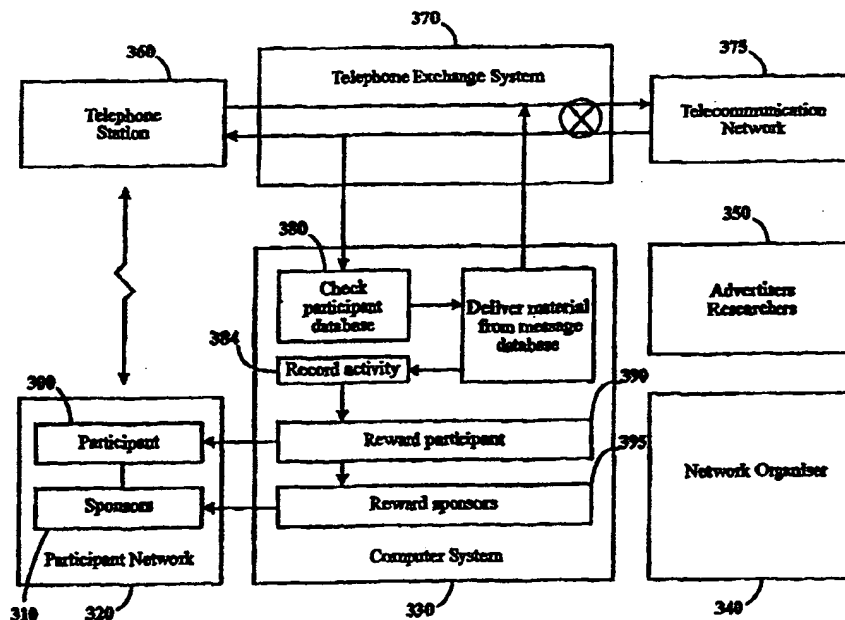 370
360
375
Telephone Exchange System
Telephone
Station
Telecommunication
Network
380
350
Check
participant
database
Deliver material
from message
database
Advertisers
Researchers
384
Record activity
300
390
Participant
Reward participant
395
Network Organiser
Sponsors
Reward sponsors
Participant Network
Computer System
310
320
330
340